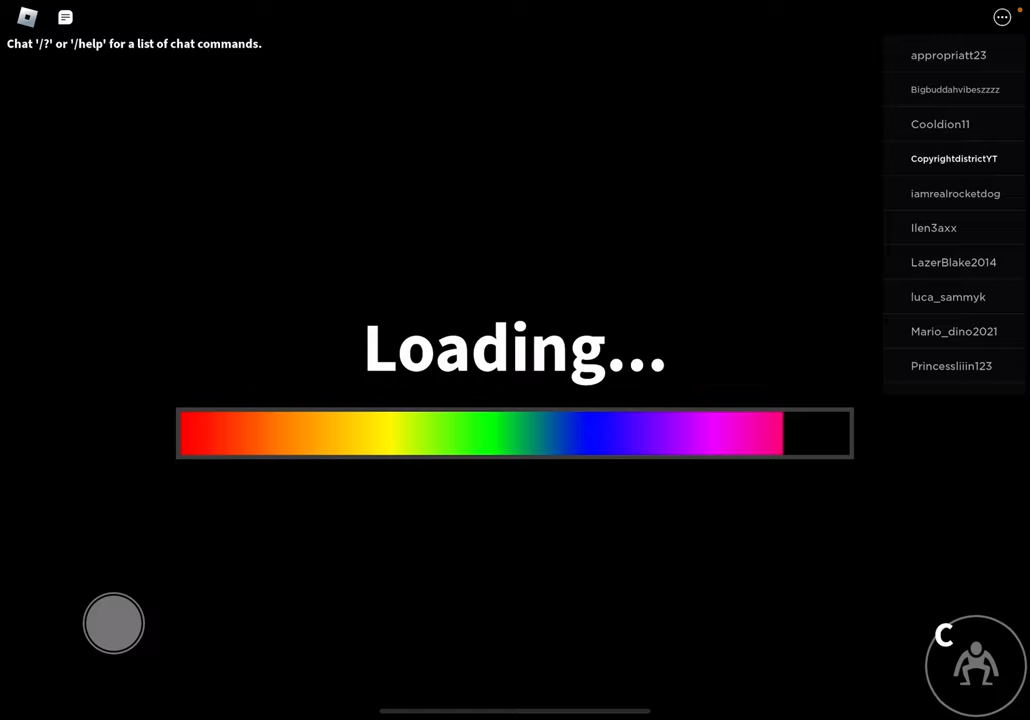 Chat '/?' or '/help' for a list of chat commands.
appropriatt23
Bigbuddahvibeszzzz
Cooldion11
CopyrightdistrictYT
iamrealrocketdog
Ilen3axx
LazerBlake2014
luca_sammyk
Mario_dino2021
Princessliiin123
Loading...
C